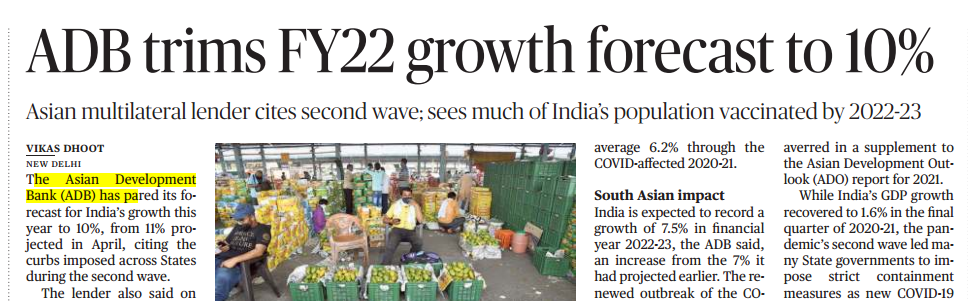 ADB trims FY22 growth forecast to 10%
Asian multilateral lender cites second wave; sees much of India's population vaccinated by 2022-23
VIKAS DHOOT
NEW DELHI
The Asian Development
Bank (ADB) has pared its fo-
recast for India's growth this
year to 10%, from 11% pro-
jected in April, citing the
curbs imposed across States
during the second wave.
The lender also said on
average 6.2% through the
COVID-affected 2020-21.
South Asian impact
India is expected to record a
growth of 7.5% in financial
year 2022-23, the ADB said,
an increase from the 7% it
had projected earlier. The re-
newed outbreak of the CO-
averred in a supplement to
the Asian Development Out-
look (ADO) report for 2021.
While India's GDP growth
recovered to 1.6% in the final
quarter of 2020-21, the pan-
demic's second wave led ma-
ny State governments to im-
pose strict containment
measures as new COVID-19